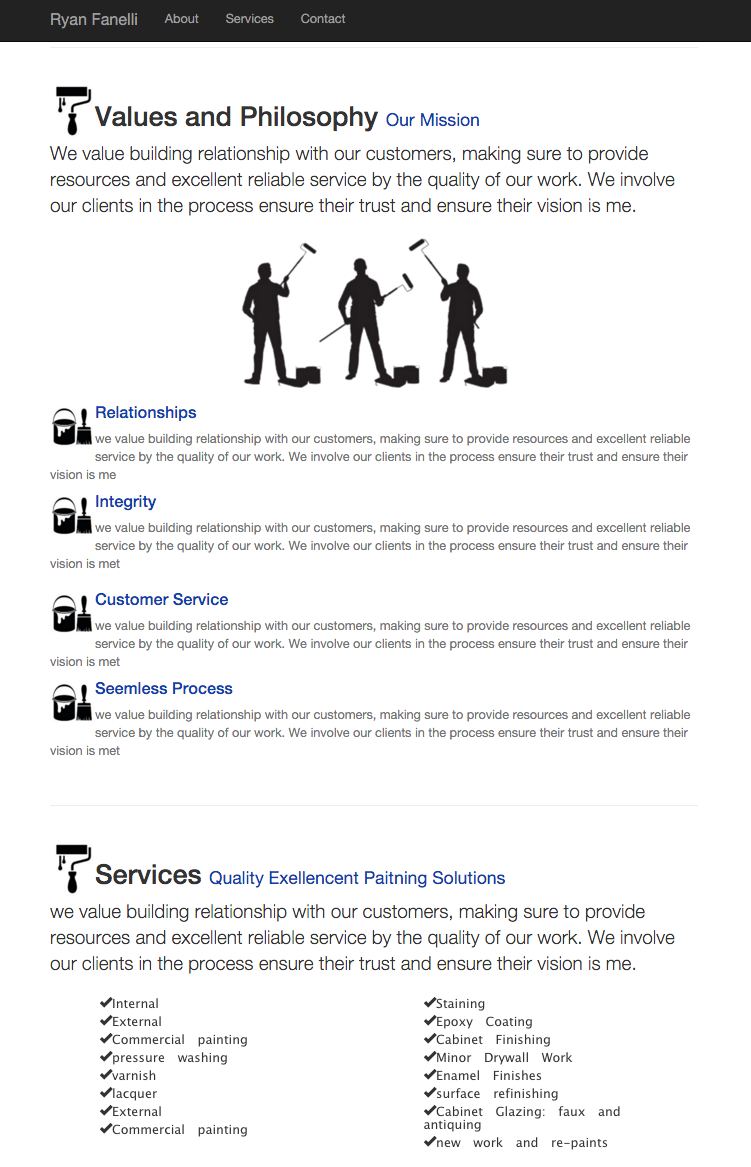 Ryan Fanelli About Services Contact
Values and Philosophy Our Mission
We value building relationship with our customers, making sure to provide
resources and excellent reliable service by the quality of our work. We involve
our clients in the process ensure their trust and ensure their vision is me.
Relationships
we value building relationship with our customers, making sure to provide resources and excellent reliable
service by the quality of our work. We involve our clients in the process ensure their trust and ensure their
vision is me
Integrity
we value building relationship with our customers, making sure to provide resources and excellent reliable
service by the quality of our work. We involve our clients in the process ensure their trust and ensure their
vision is met
Customer Service
we value building relationship with our customers, making sure to provide resources and excellent reliable
service by the quality of our work. We involve our clients in the process ensure their trust and ensure their
vision is met
Seemless Process
we value building relationship with our customers, making sure to provide resources and excellent reliable
service by the quality of our work. We involve our clients in the process ensure their trust and ensure their
vision is met
Services Quality Exellencent Paitning Solutions
we value building relationship with our customers, making sure to provide
resources and excellent reliable service by the quality of our work. We involve
our clients in the process ensure their trust and ensure their vision is me.
✔Internal
✔External
✔Commercial painting
✔pressure washing
✔varnish
✔lacquer
✔External
✔Commercial painting
✔Staining
✔Epoxy Coating
✔Cabinet Finishing
✔Minor Drywall Work
✔Enamel Finishes
✔surface refinishing
✔Cabinet Glazing: faux and
antiquing
✔new work and re-paints